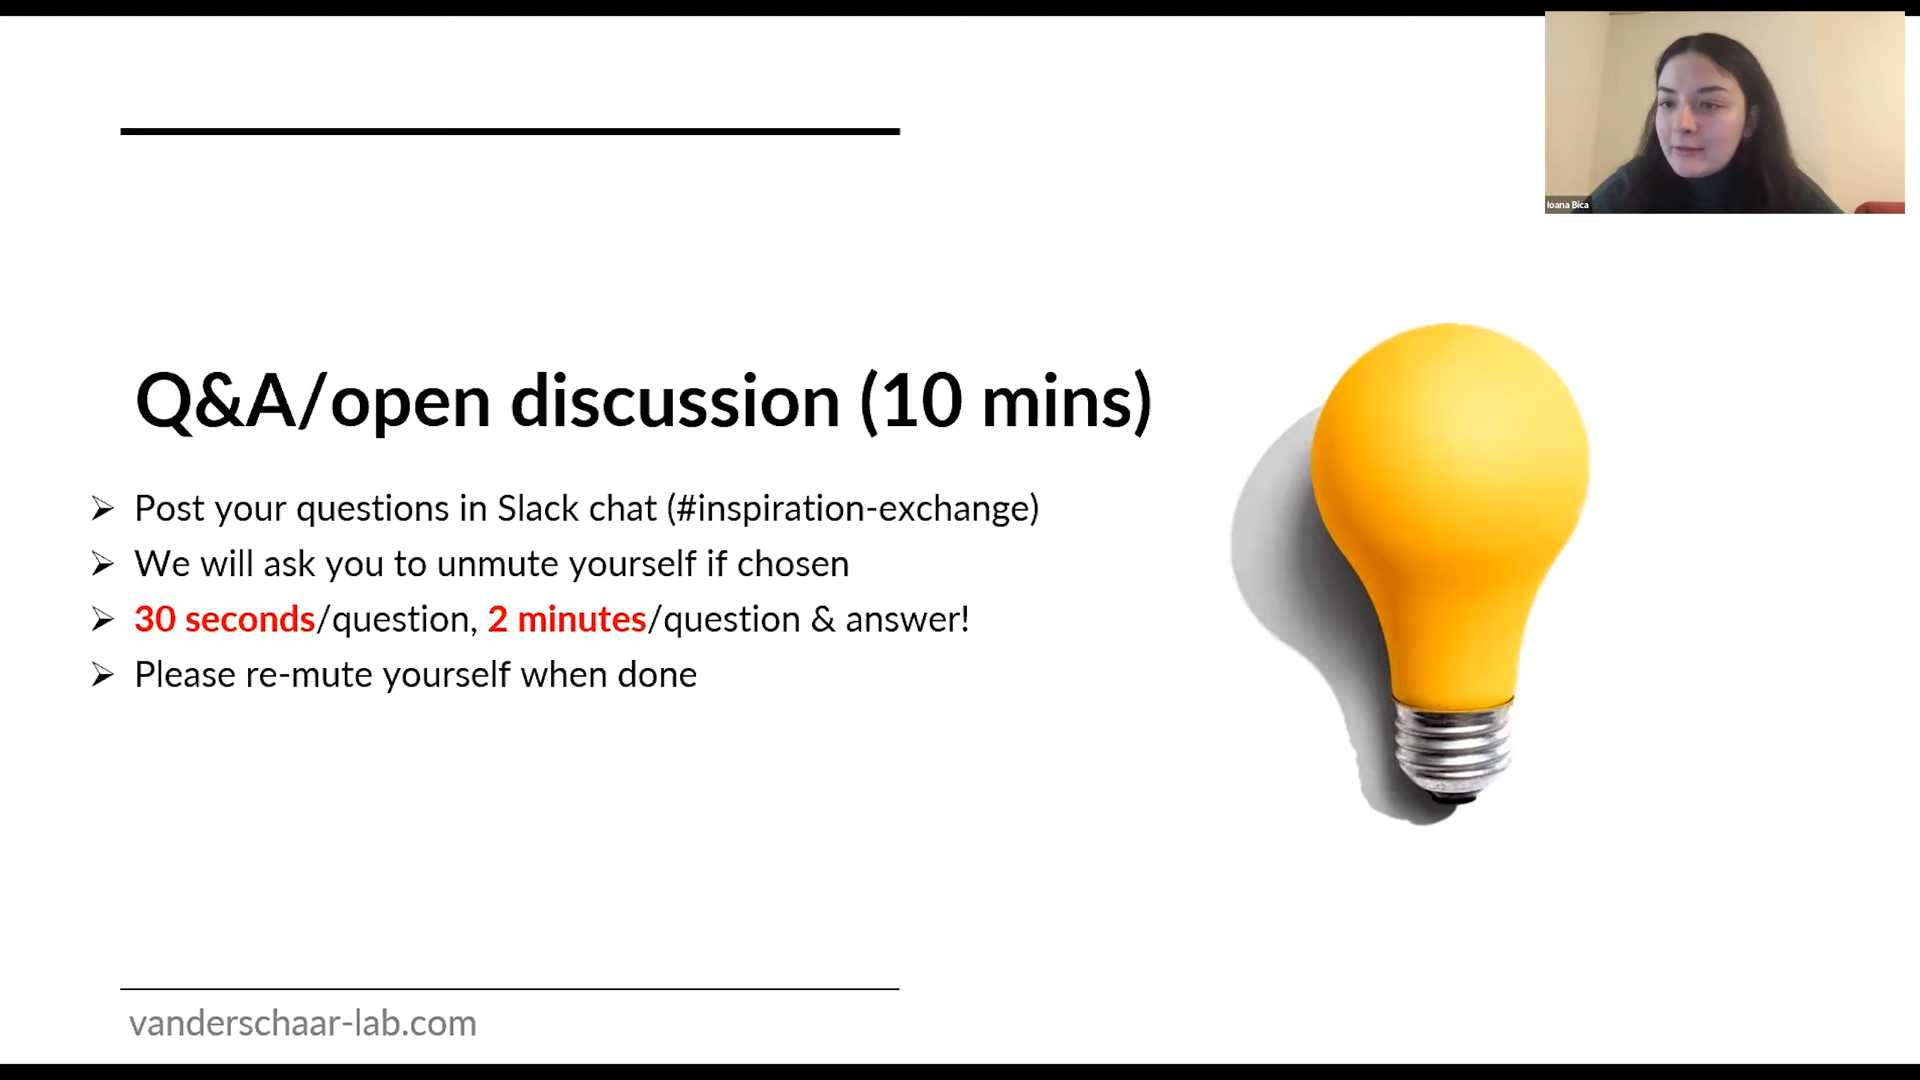 Ioana Bica
Q&A/open discussion (10 mins)
➢ Post your questions in Slack chat (#inspiration-exchange)
➢ We will ask you to unmute yourself if chosen
➢ 30 seconds/question, 2 minutes/question & answer!
➢ Please re-mute yourself when done
vanderschaar-lab.com